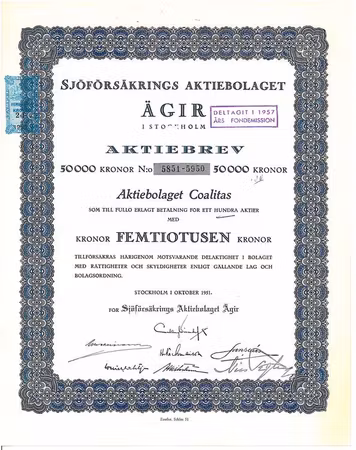 SJÖFÖRSÄKRINGS AKTIEBOLAGET
ÄGIR
I STOCKHOLM
DELTAGIT I 1957
ÅRS FONDEMISSION
AKTIEBREV
50000 KRONOR N:o 5851-5950 50000 KRONOR
Aktiebolaget Coalitas
SOM TILL FULLO ERLAGT BETALNING FÖR ETT HUNDRA AKTIER
MED
KRONOR FEMTIOTUSEN KRONOR
TILLFÖRSÄKRAS HÄRIGENOM MOTSVARANDE DELAKTIGHET I BOLAGET
MED RÄTTIGHETER OCH SKYLDIGHETER ENLIGT GÄLLANDE LAG OCH
BOLAGSORDNING.
STOCKHOLM 1 OKTOBER 1951.
FÖR Sjöförsäkrings Aktiebolaget Ägir